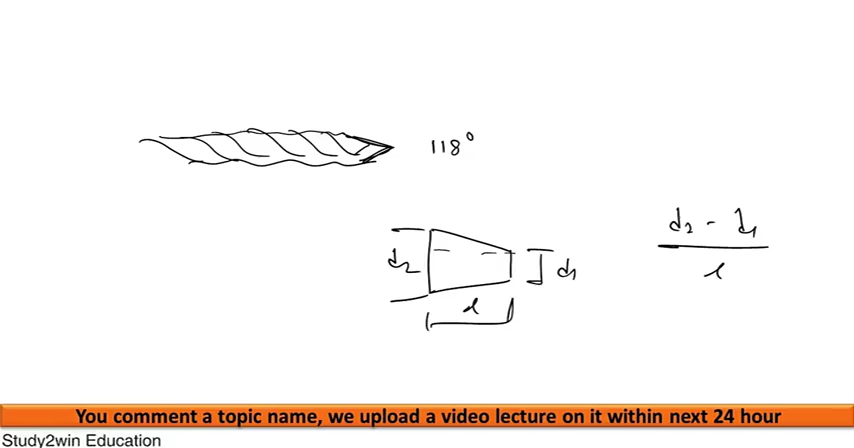 118°
d2 - d1
l
d2
d1
l
You comment a topic name, we upload a video lecture on it within next 24 hour
Study2win Education